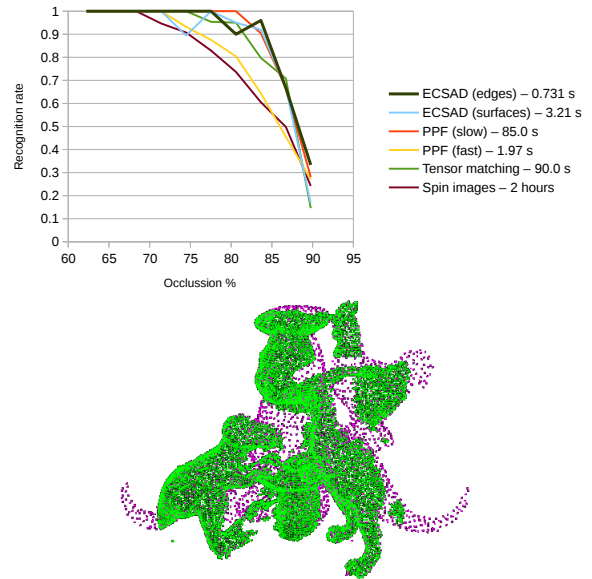 1
0.9
0.8
0.7
0.6
0.5
0.4
0.3
0.2
0.1
0
60 65 70 75 80 85 90 95
Recognition rate
Occlussion %
ECSAD (edges) – 0.731 s
ECSAD (surfaces) – 3.21 s
PPF (slow) – 85.0 s
PPF (fast) – 1.97 s
Tensor matching – 90.0 s
Spin images – 2 hours